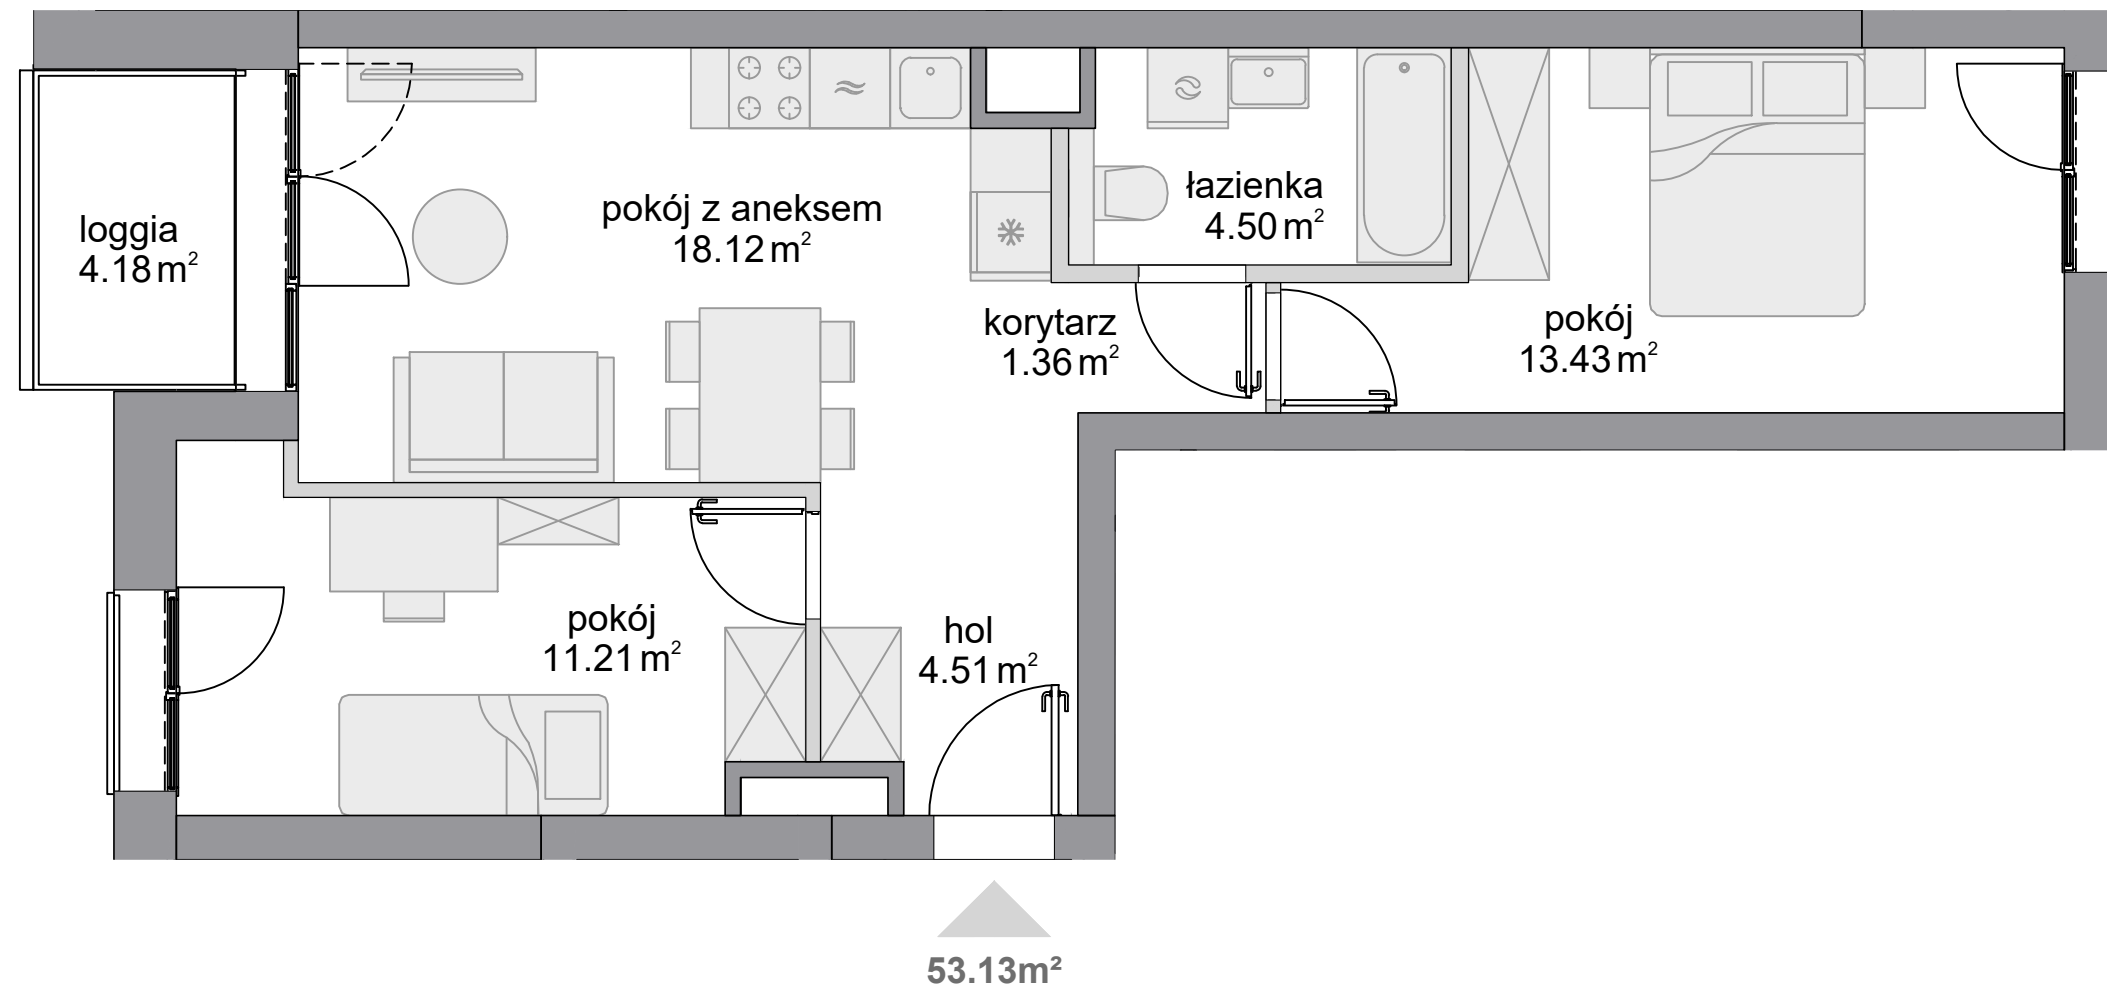 loggia
4.18 m²
pokój z aneksem
18.12 m²
łazienka
4.50 m²
korytarz
1.36 m²
pokój
13.43 m²
pokój
11.21 m²
hol
4.51 m²
53.13m²